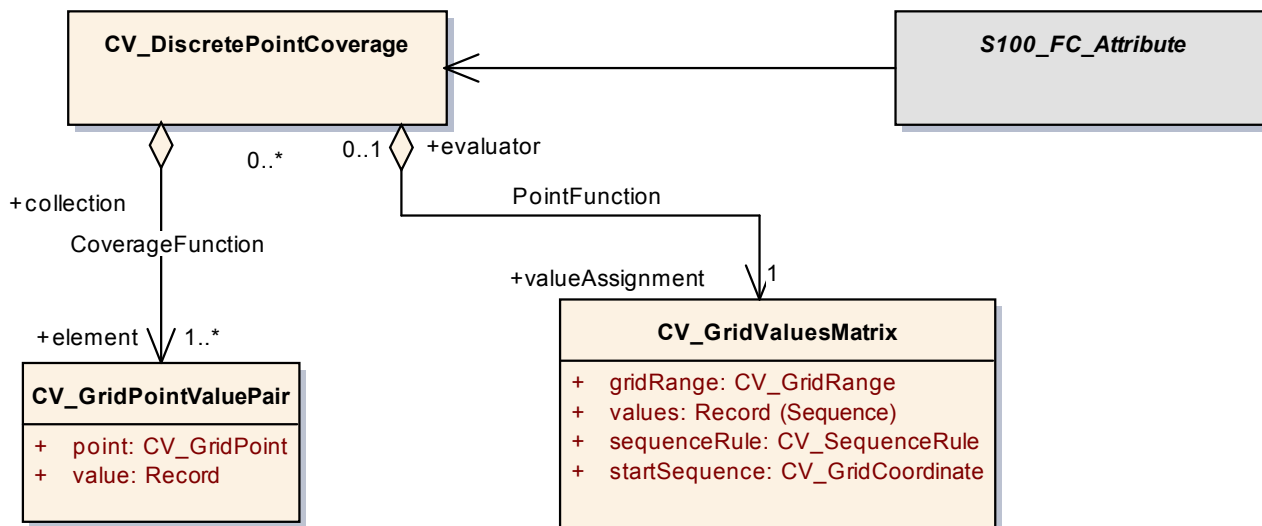 CV_DiscretePointCoverage
S100_FC_Attribute
0..*
0..1
+evaluator
+collection
PointFunction
CoverageFunction
+valueAssignment
1
+element
1..*
CV_GridPointValuePair
+ point: CV_GridPoint
+ value: Record
CV_GridValuesMatrix
+ gridRange: CV_GridRange
+ values: Record (Sequence)
+ sequenceRule: CV_SequenceRule
+ startSequence: CV_GridCoordinate